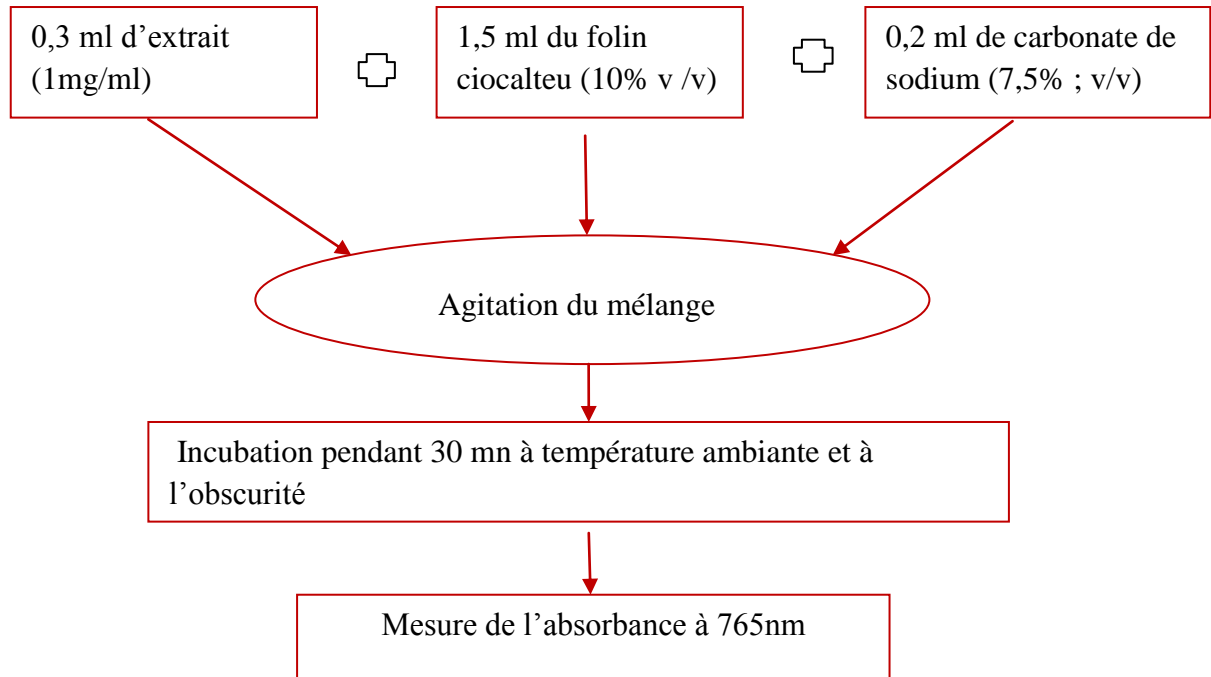 0,3 ml d’extrait
(1mg/ml)
1,5 ml du folin
ciocalteu (10% v /v)
0,2 ml de carbonate de
sodium (7,5% ; v/v)
Agitation du mélange
Incubation pendant 30 mn à température ambiante et à
l’obscurité
Mesure de l’absorbance à 765nm